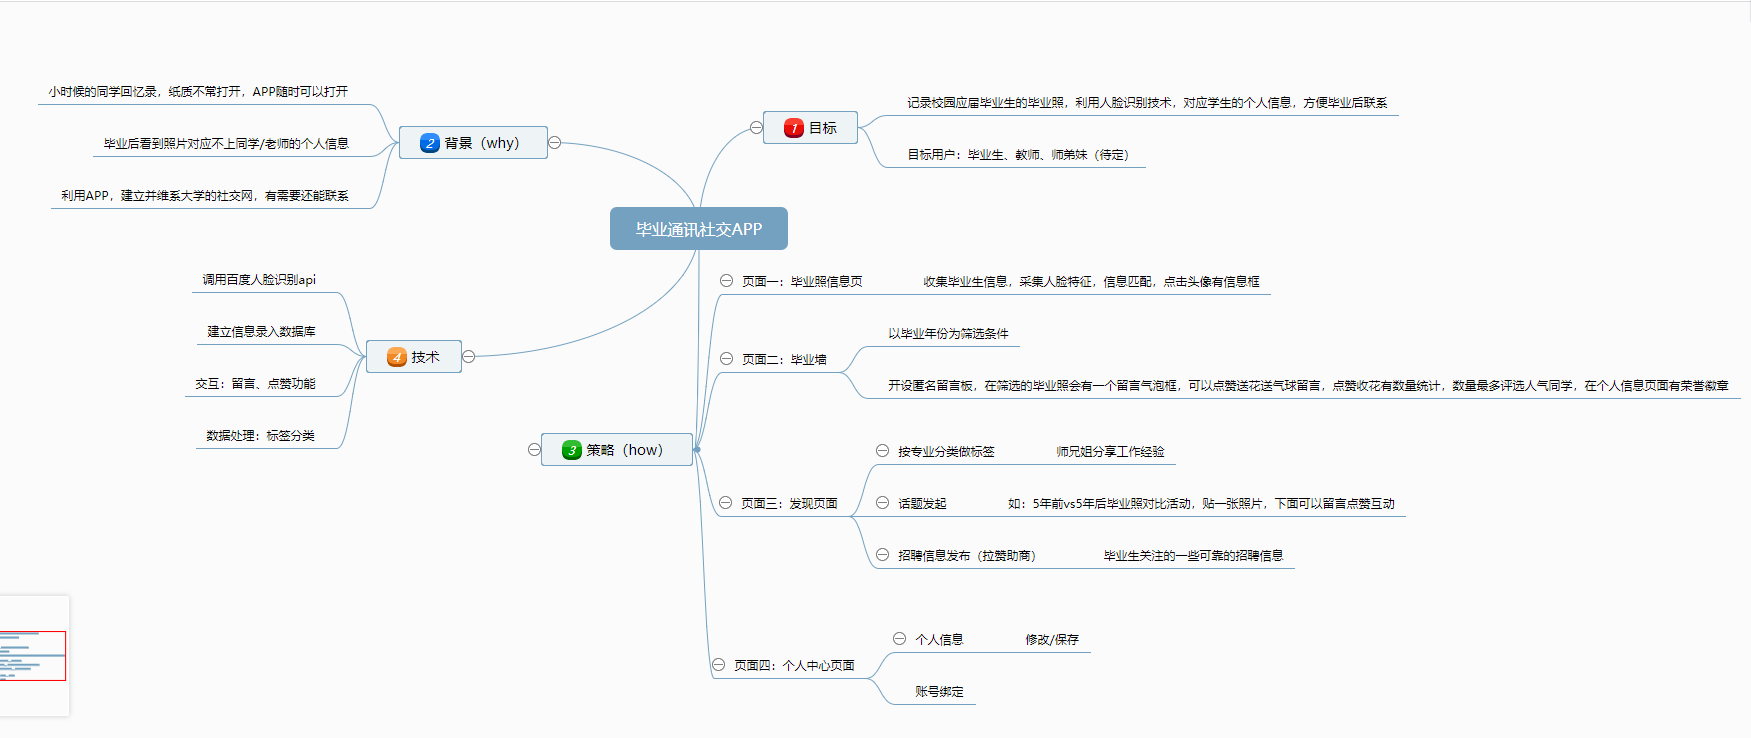 毕业通讯社交APP
1 目标
记录校园应届毕业生的毕业照，利用人脸识别技术，对应学生的个人信息，方便毕业后联系
目标用户：毕业生、教师、师弟妹（待定）
2 背景（why）
小时候的同学回忆录，纸质不常打开，APP随时可以打开
毕业后看到照片对应不上同学/老师的个人信息
利用APP，建立并维系大学的社交网，有需要还能联系
3 策略（how）
页面一：毕业照信息页
收集毕业生信息，采集人脸特征，信息匹配，点击头像有信息框
页面二：毕业墙
以毕业年份为筛选条件
开设匿名留言板，在筛选的毕业照会有一个留言气泡框，可以点赞送花送气球留言，点赞收花有数量统计，数量最多评选人气同学，在个人信息页面有荣誉徽章
页面三：发现页面
按专业分类做标签
师兄姐分享工作经验
话题发起
如：5年前vs5年后毕业照对比活动，贴一张照片，下面可以留言点赞互动
招聘信息发布（拉赞助商）
毕业生关注的一些可靠的招聘信息
页面四：个人中心页面
个人信息
修改/保存
账号绑定
4 技术
调用百度人脸识别api
建立信息录入数据库
交互：留言、点赞功能
数据处理：标签分类